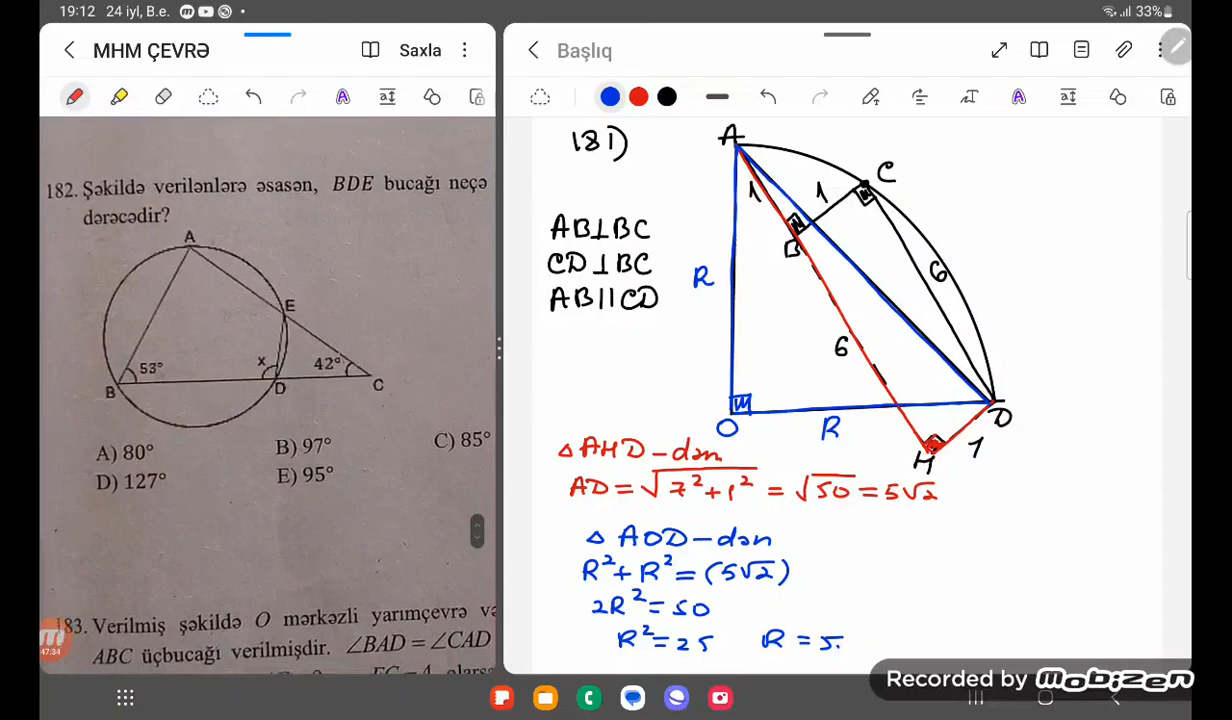 19:12 24 iyl, B.e.
33%
MHM ÇEVRƏ
Saxla
182. Şəkildə verilənlərə əsasən, BDE bucağı neçə
dərəcədir?
A
E
x
53°
42°
B
D
C
A) 80°
B) 97°
C) 85°
D) 127°
E) 95°
183. Verilmiş şəkildə O mərkəzli yarımçevrə və
ABC üçbucağı verilmişdir. ∠BAD = ∠CAD
47:34
Başlıq
181)
A
C
1
1
AB⊥BC
B
CD⊥BC
R
6
AB||CD
6
O
R
D
H
1
△AHD-dən
AD = √7²+1² = √50 = 5√2
△ AOD-dən
R²+R² = (5√2)
2R² = 50
R² = 25 R = 5.
Recorded by mobizen